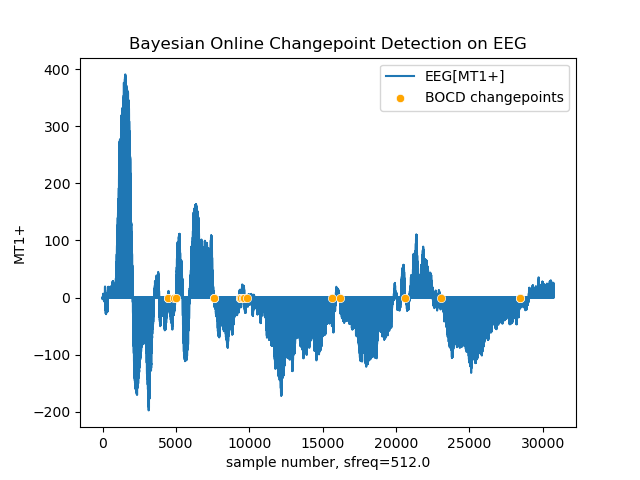 Bayesian Online Changepoint Detection on EEG
EEG[MT1+]
BOCD changepoints
MT1+
400
300
200
100
0
−100
−200
0 5000 10000 15000 20000 25000 30000
sample number, sfreq=512.0